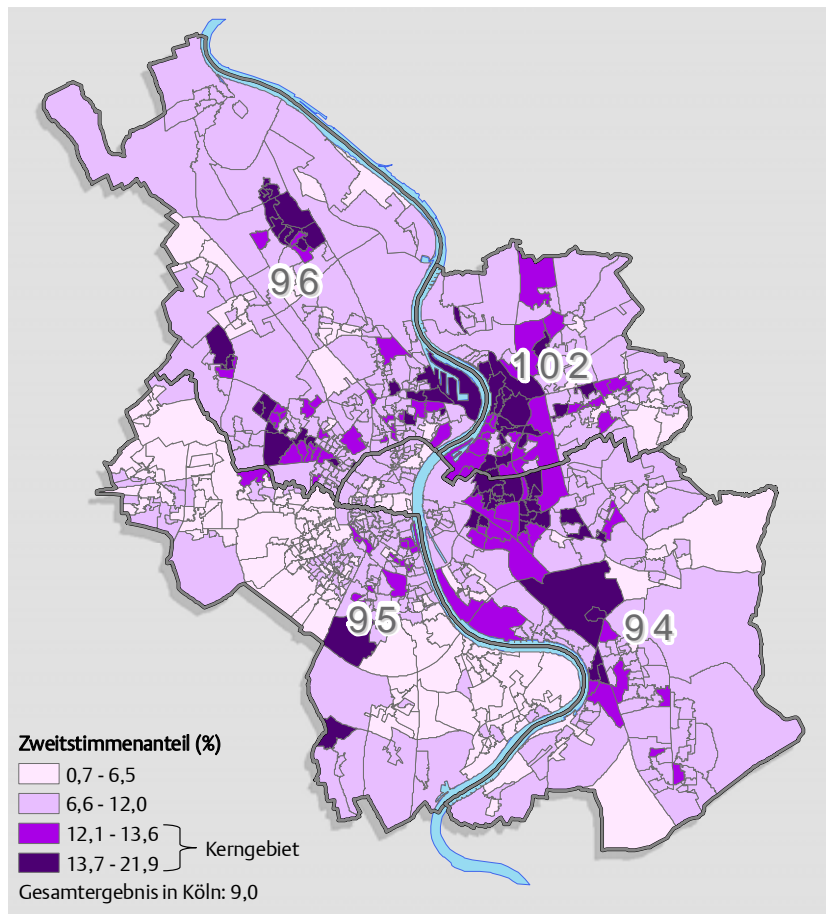 96
102
95
94
Zweitstimmenanteil (%)
0,7 - 6,5
6,6 - 12,0
12,1 - 13,6
Kerngebiet
13,7 - 21,9
Gesamtergebnis in Köln: 9,0